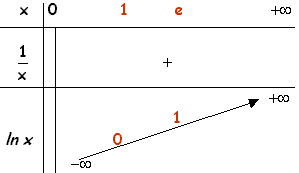 x 0 1 e +∞
1/x +
+∞
1
ln x 0
−∞